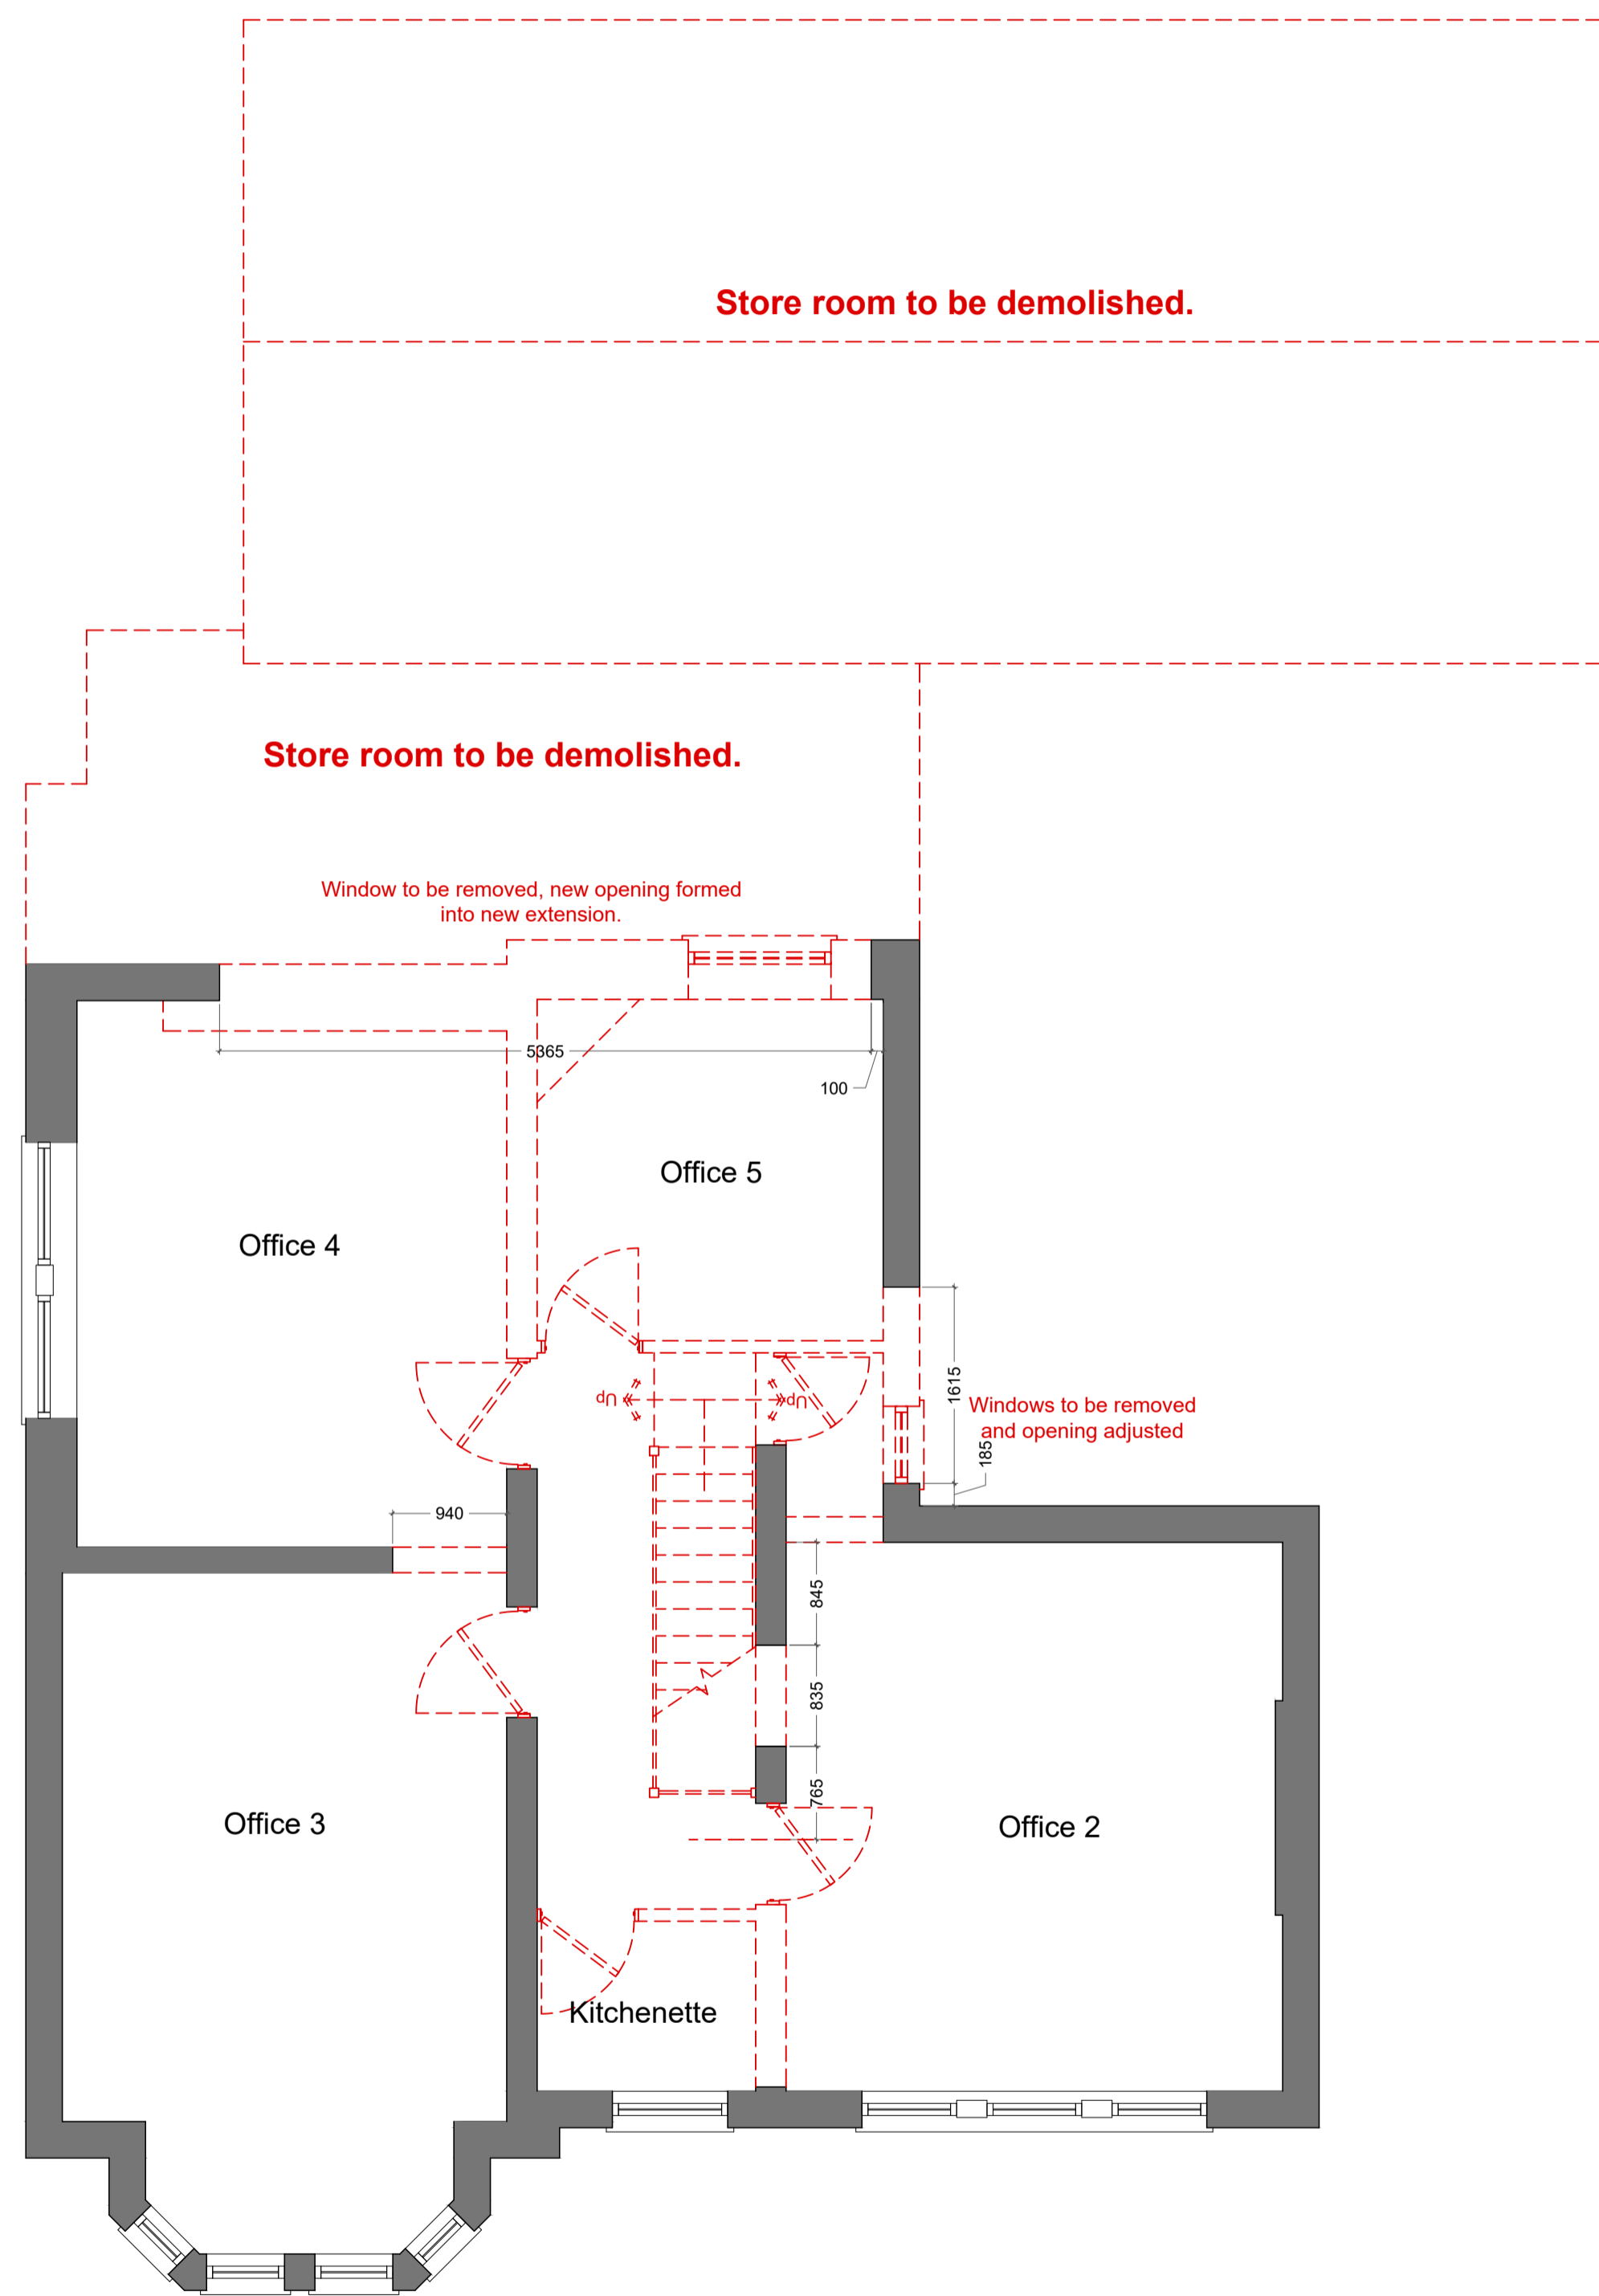 Store room to be demolished.
Store room to be demolished.
Window to be removed, new opening formed
into new extension.
5365
100
Office 5
Office 4
Up
Up
1615
Windows to be removed
and opening adjusted
185
940
845
835
765
Office 3
Office 2
Kitchenette